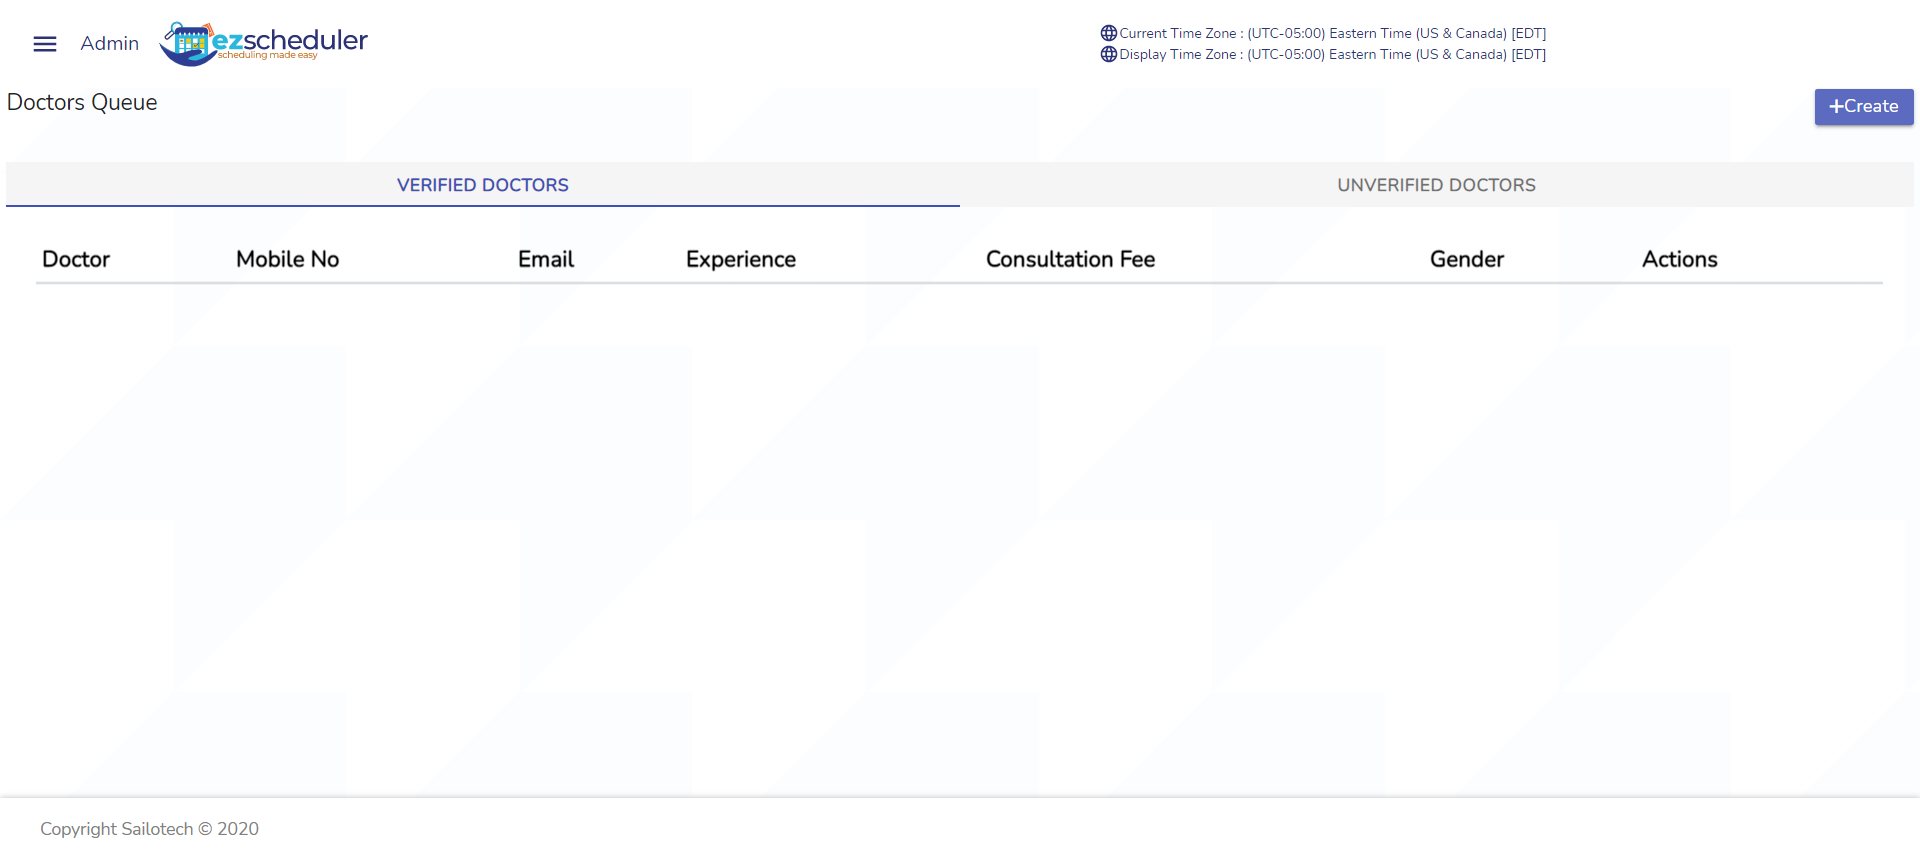 Admin
ezscheduler
scheduling made easy
Current Time Zone : (UTC-05:00) Eastern Time (US & Canada) [EDT]
Display Time Zone : (UTC-05:00) Eastern Time (US & Canada) [EDT]
Doctors Queue
+Create
VERIFIED DOCTORS
UNVERIFIED DOCTORS
Doctor Mobile No Email Experience Consultation Fee Gender Actions
Copyright Sailotech © 2020